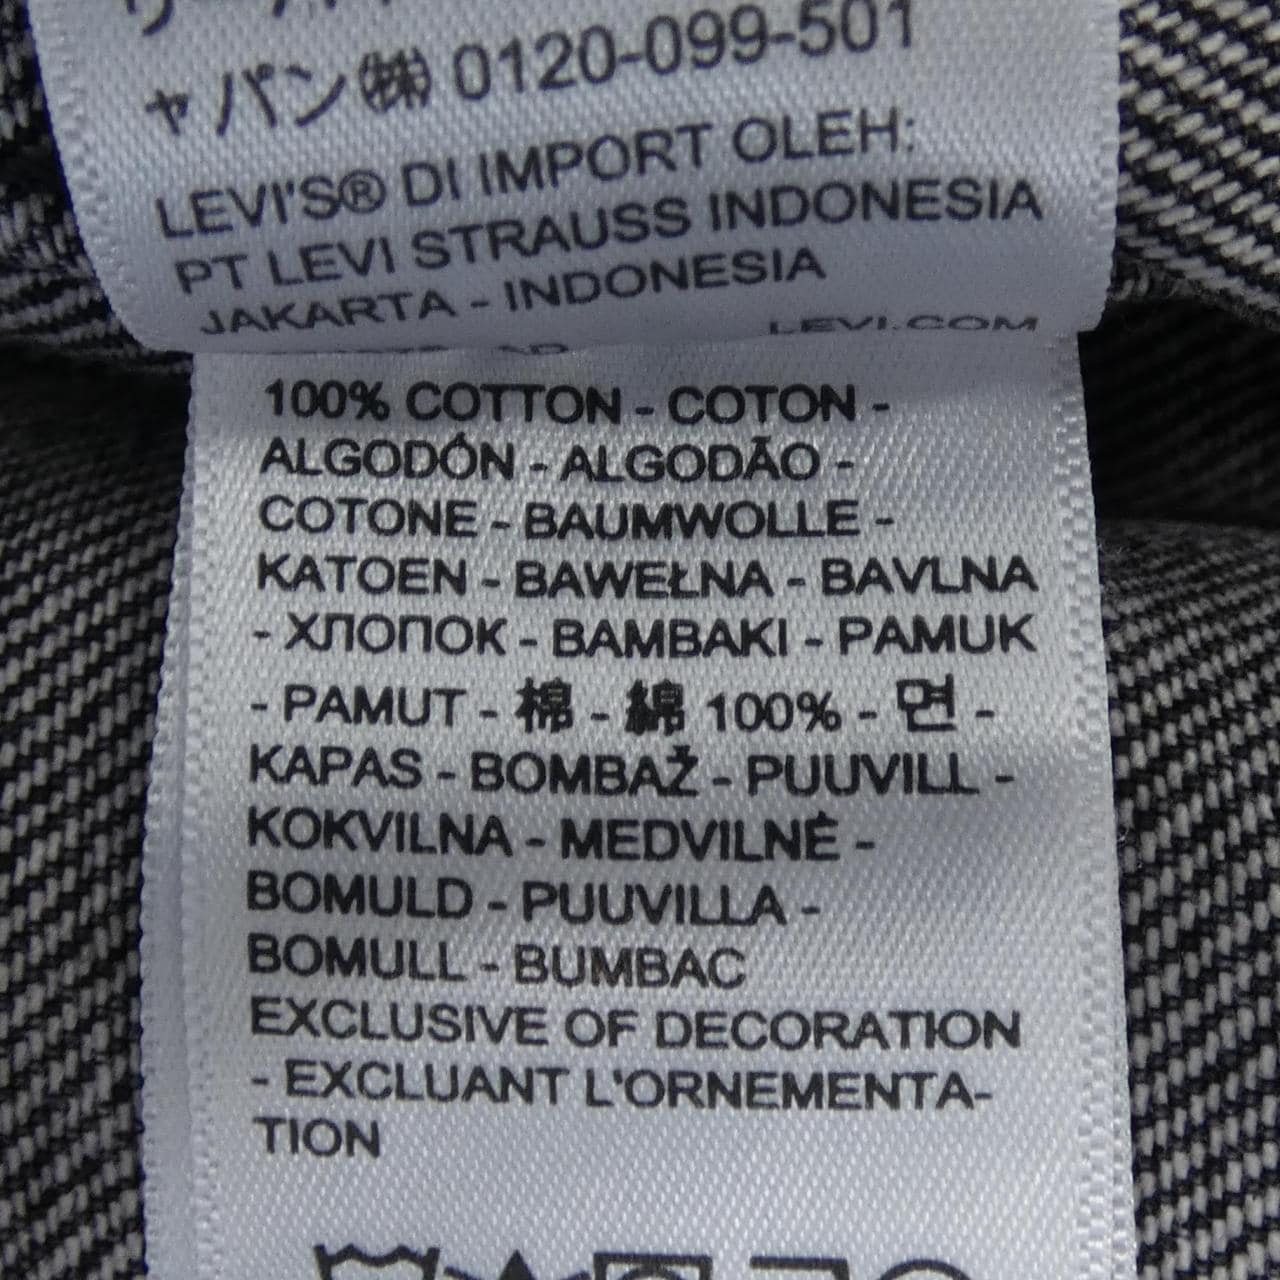 ャパン㈱ 0120-099-501
LEVI'S® DI IMPORT OLEH:
PT LEVI STRAUSS INDONESIA
JAKARTA - INDONESIA
LEVI.COM
100% COTTON - COTON -
ALGODÓN - ALGODÃO -
COTONE - BAUMWOLLE -
KATOEN - BAWEŁNA - BAVLNA
- ХЛОПОК - BAMBAKI - PAMUK
- PAMUT - 棉 - 綿 100% - 면 -
KAPAS - BOMBAŽ - PUUVILL -
KOKVILNA - MEDVILNĖ -
BOMULD - PUUVILLA -
BOMULL - BUMBAC
EXCLUSIVE OF DECORATION
- EXCLUANT L'ORNEMENTA-
TION